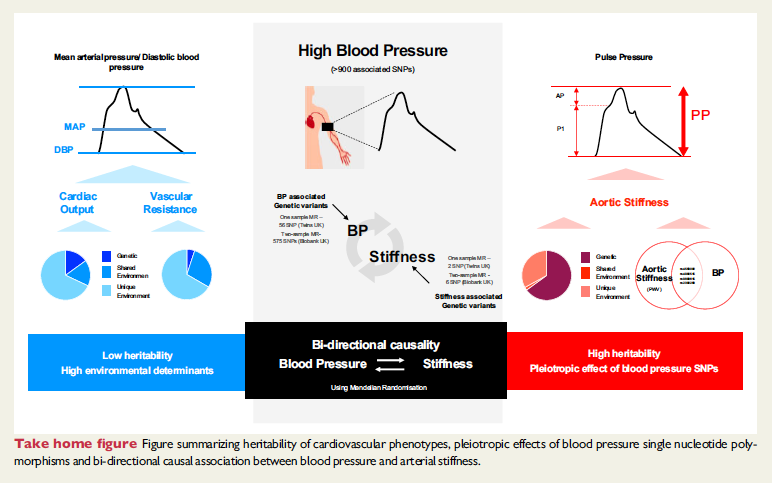 Mean arterial pressure/ Diastolic blood
pressure
MAP
DBP
Cardiac
Output
Vascular
Resistance
Genetic
Shared
Environmen
Unique
Environment
Low heritability
High environmental determinants
High Blood Pressure
(>900 associated SNPs)
BP associated
Genetic variants
One sample MR –
56 SNP (Twins UK)
Two-sample MR-
575 SNPs (Biobank UK)
BP
Stiffness
One sample MR –
2 SNP (Twins UK)
Two-sample MR -
6 SNP (Biobank UK)
Stiffness associated
Genetic variants
Bi-directional causality
Blood Pressure
Stiffness
Using Mendelian Randomisation
Pulse Pressure
AP
P1
PP
Aortic Stiffness
Genetic
Shared
Environment
Unique
Environment
Aortic
Stiffness
(PWV)
BP
High heritability
Pleiotropic effect of blood pressure SNPs
Take home figure Figure summarizing heritability of cardiovascular phenotypes, pleiotropic effects of blood pressure single nucleotide poly-
morphisms and bi-directional causal association between blood pressure and arterial stiffness.